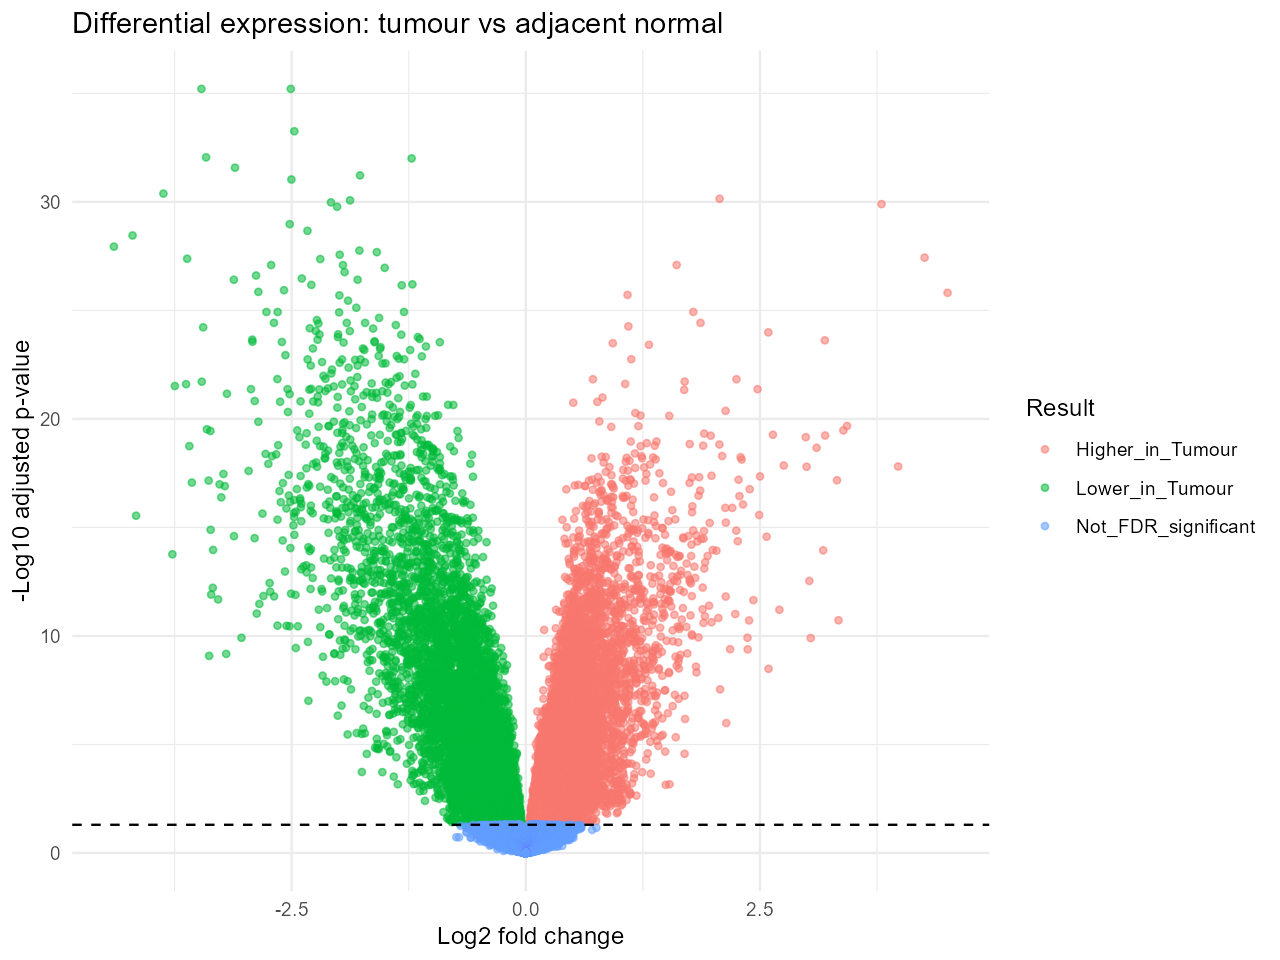 Differential expression: tumour vs adjacent normal
-Log10 adjusted p-value
30
20
10
0
-2.5
0.0
2.5
Log2 fold change
Result
Higher_in_Tumour
Lower_in_Tumour
Not_FDR_significant